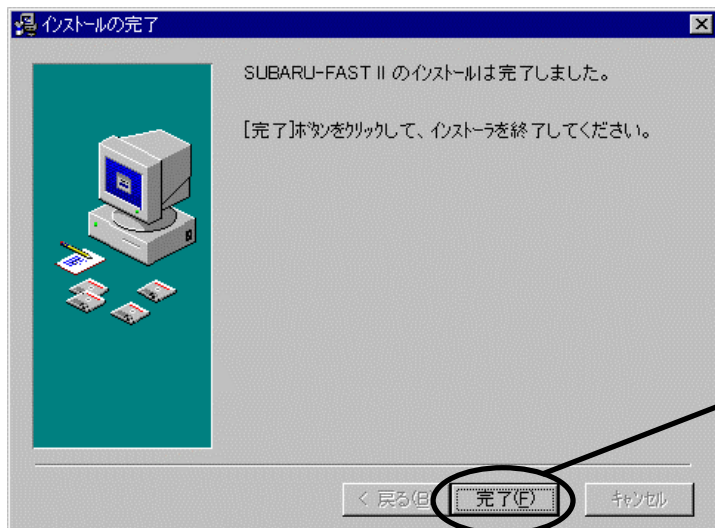 インストールの完了
SUBARU-FAST II のインストールは完了しました。
[完了]ボタンをクリックして、インストーラを終了してください。
< 戻る(B
完了(F)
キャンセル